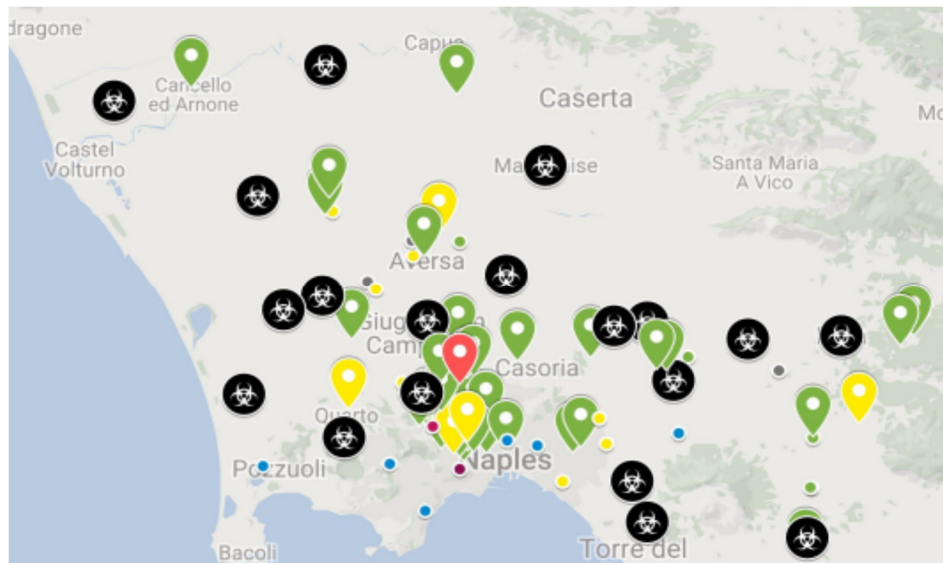 dragone
Capua
Cancello
ed Arnone
Caserta
Castel
Volturno
Santa Maria
A Vico
Aversa
Casoria
Quarto
Naples
Pozzuoli
Torre del
Bacoli